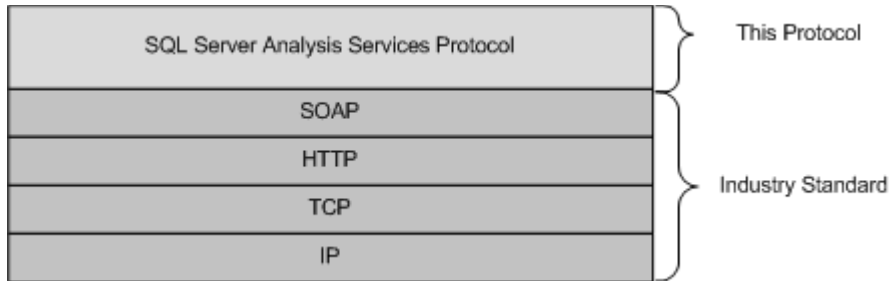 SQL Server Analysis Services Protocol
This Protocol
SOAP
HTTP
TCP
IP
Industry Standard